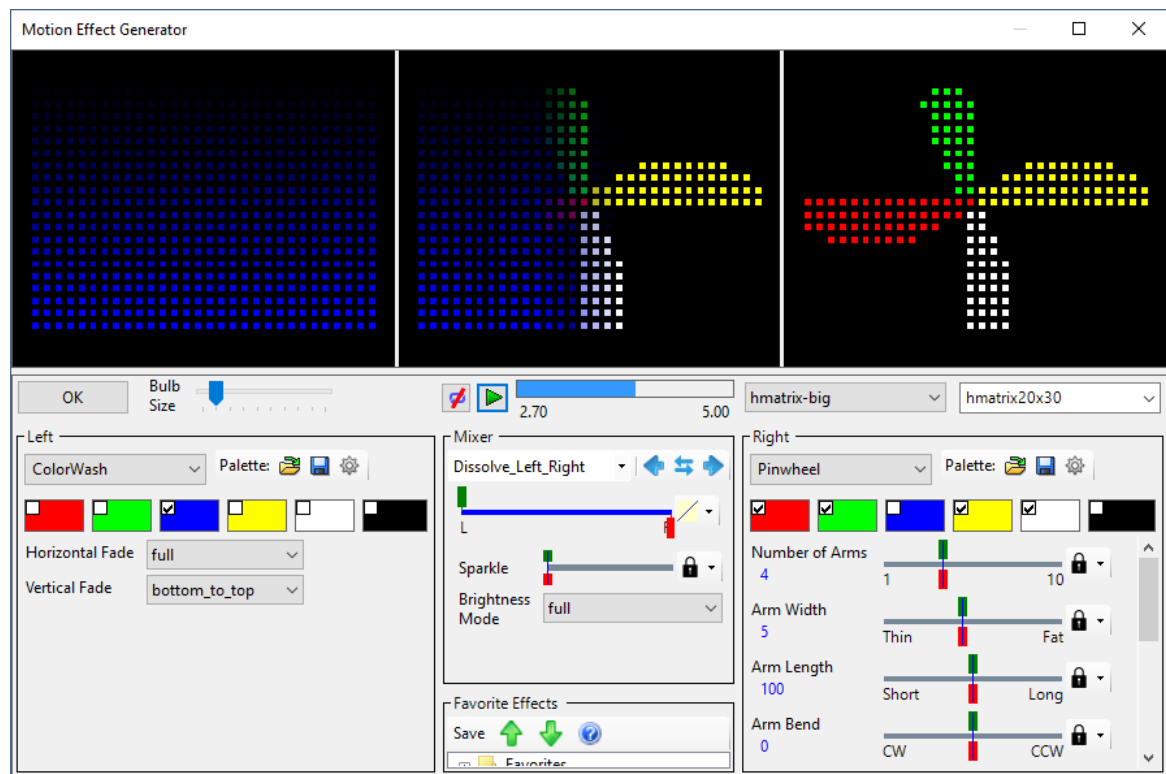 Motion Effect Generator
OK
Bulb
Size
2.70
5.00
hmatrix-big
hmatrix20x30
Left
ColorWash
Palette:
Horizontal Fade
full
Vertical Fade
bottom_to_top
Mixer
Dissolve_Left_Right
L
Sparkle
Brightness
Mode
full
Favorite Effects
Save
Favorites
Right
Pinwheel
Palette:
Number of Arms
4
1
10
Arm Width
5
Thin
Fat
Arm Length
100
Short
Long
Arm Bend
0
CW
CCW